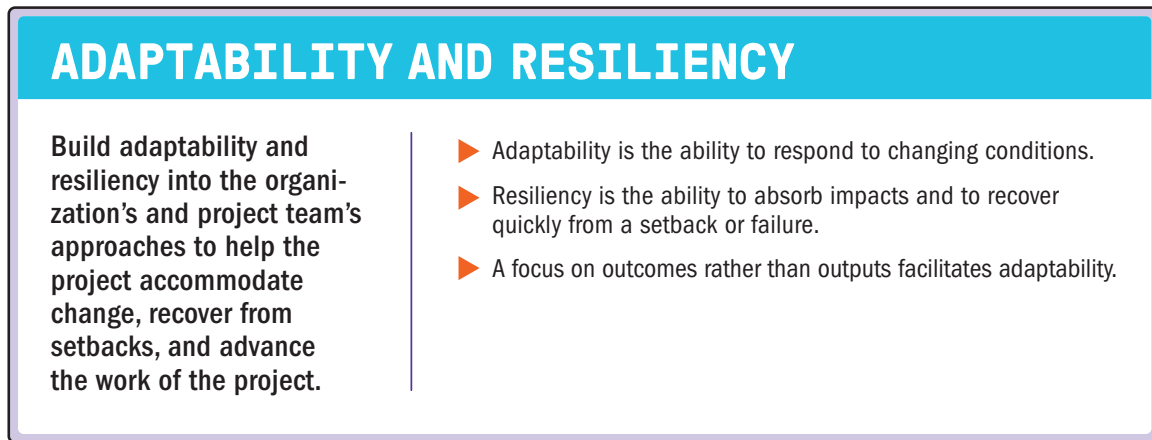 ADAPTABILITY AND RESILIENCY
Build adaptability and
resiliency into the organi-
zation’s and project team’s
approaches to help the
project accommodate
change, recover from
setbacks, and advance
the work of the project.
Adaptability is the ability to respond to changing conditions.
Resiliency is the ability to absorb impacts and to recover
quickly from a setback or failure.
A focus on outcomes rather than outputs facilitates adaptability.